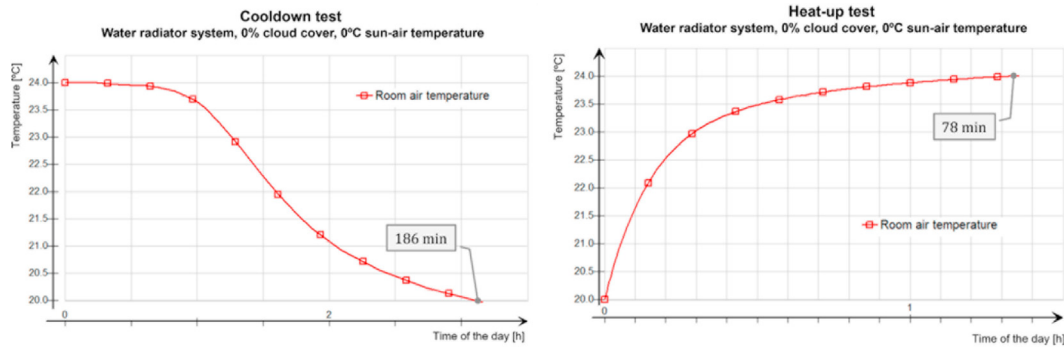 Cooldown test
Water radiator system, 0% cloud cover, 0ºC sun-air temperature
Temperature [ºC]
24.0
23.5
23.0
22.5
22.0
21.5
21.0
20.5
20.0
Room air temperature
186 min
0
2
Time of the day [h]
Heat-up test
Water radiator system, 0% cloud cover, 0ºC sun-air temperature
Temperature [ºC]
24.0
23.5
23.0
22.5
22.0
21.5
21.0
20.5
20.0
78 min
Room air temperature
0
1
Time of the day [h]